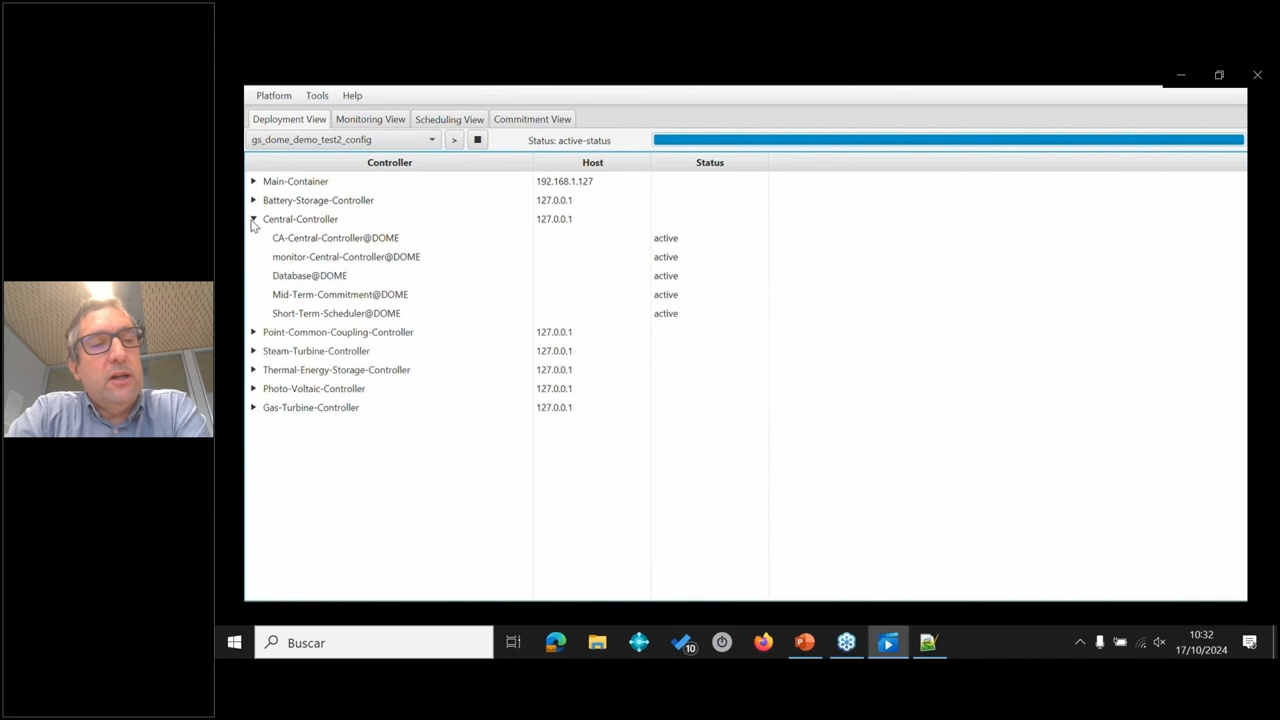 Platform Tools Help
Deployment View Monitoring View Scheduling View Commitment View
gs_dome_demo_test2_config > Status: active-status
Controller Host Status
Main-Container 192.168.1.127
Battery-Storage-Controller 127.0.0.1
Central-Controller 127.0.0.1
CA-Central-Controller@DOME active
monitor-Central-Controller@DOME active
Database@DOME active
Mid-Term-Commitment@DOME active
Short-Term-Scheduler@DOME active
Point-Common-Coupling-Controller 127.0.0.1
Steam-Turbine-Controller 127.0.0.1
Thermal-Energy-Storage-Controller 127.0.0.1
Photo-Voltaic-Controller 127.0.0.1
Gas-Turbine-Controller 127.0.0.1
Buscar
10
10:32
17/10/2024